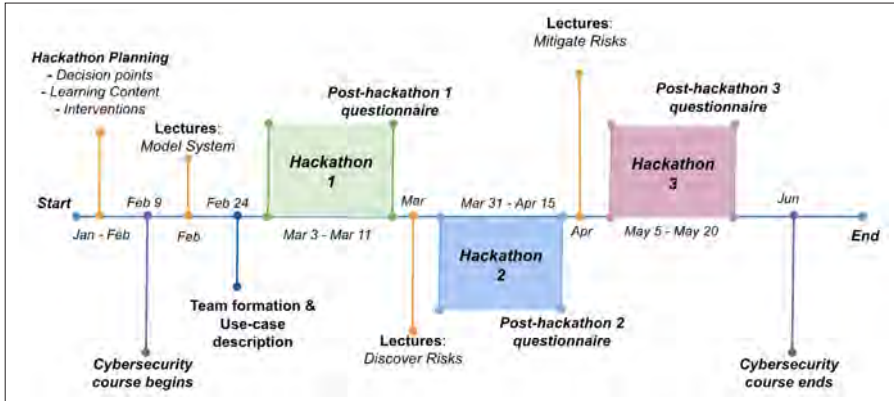 Hackathon Planning
- Decision points
- Learning Content
- Interventions
Lectures:
Model System
Post-hackathon 1
questionnaire
Lectures:
Mitigate Risks
Post-hackathon 3
questionnaire
Hackathon
1
Hackathon
3
Start
Feb 9
Feb 24
Mar
Mar 31 - Apr 15
Jun
Jan - Feb
Feb
Mar 3 - Mar 11
Apr
May 5 - May 20
End
Hackathon
2
Team formation &
Use-case
description
Lectures:
Discover Risks
Post-hackathon 2
questionnaire
Cybersecurity
course begins
Cybersecurity
course ends